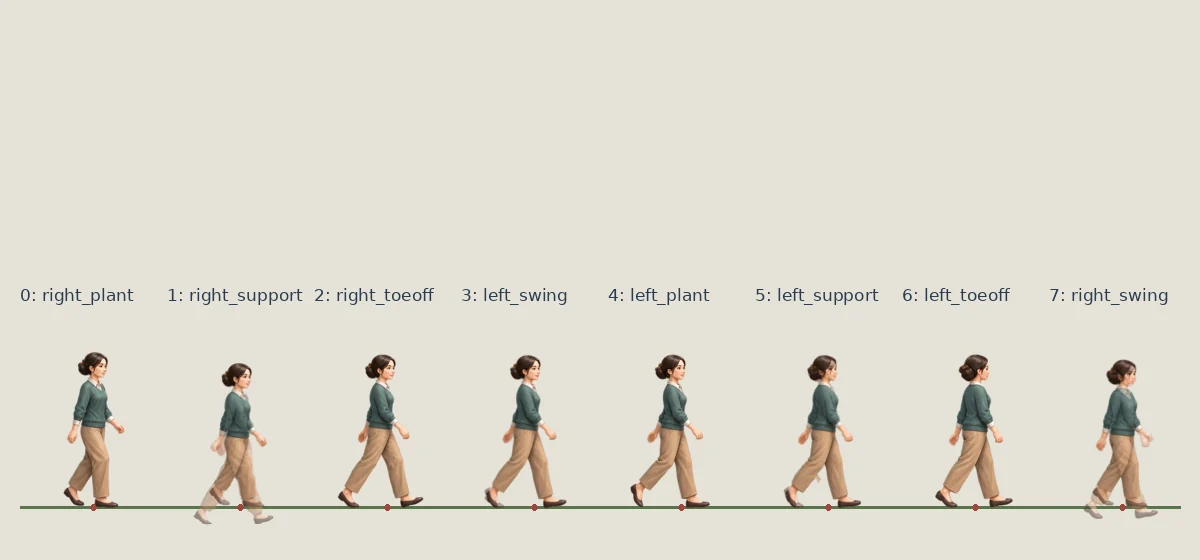 0: right_plant
1: right_support
2: right_toeoff
3: left_swing
4: left_plant
5: left_support
6: left_toeoff
7: right_swing